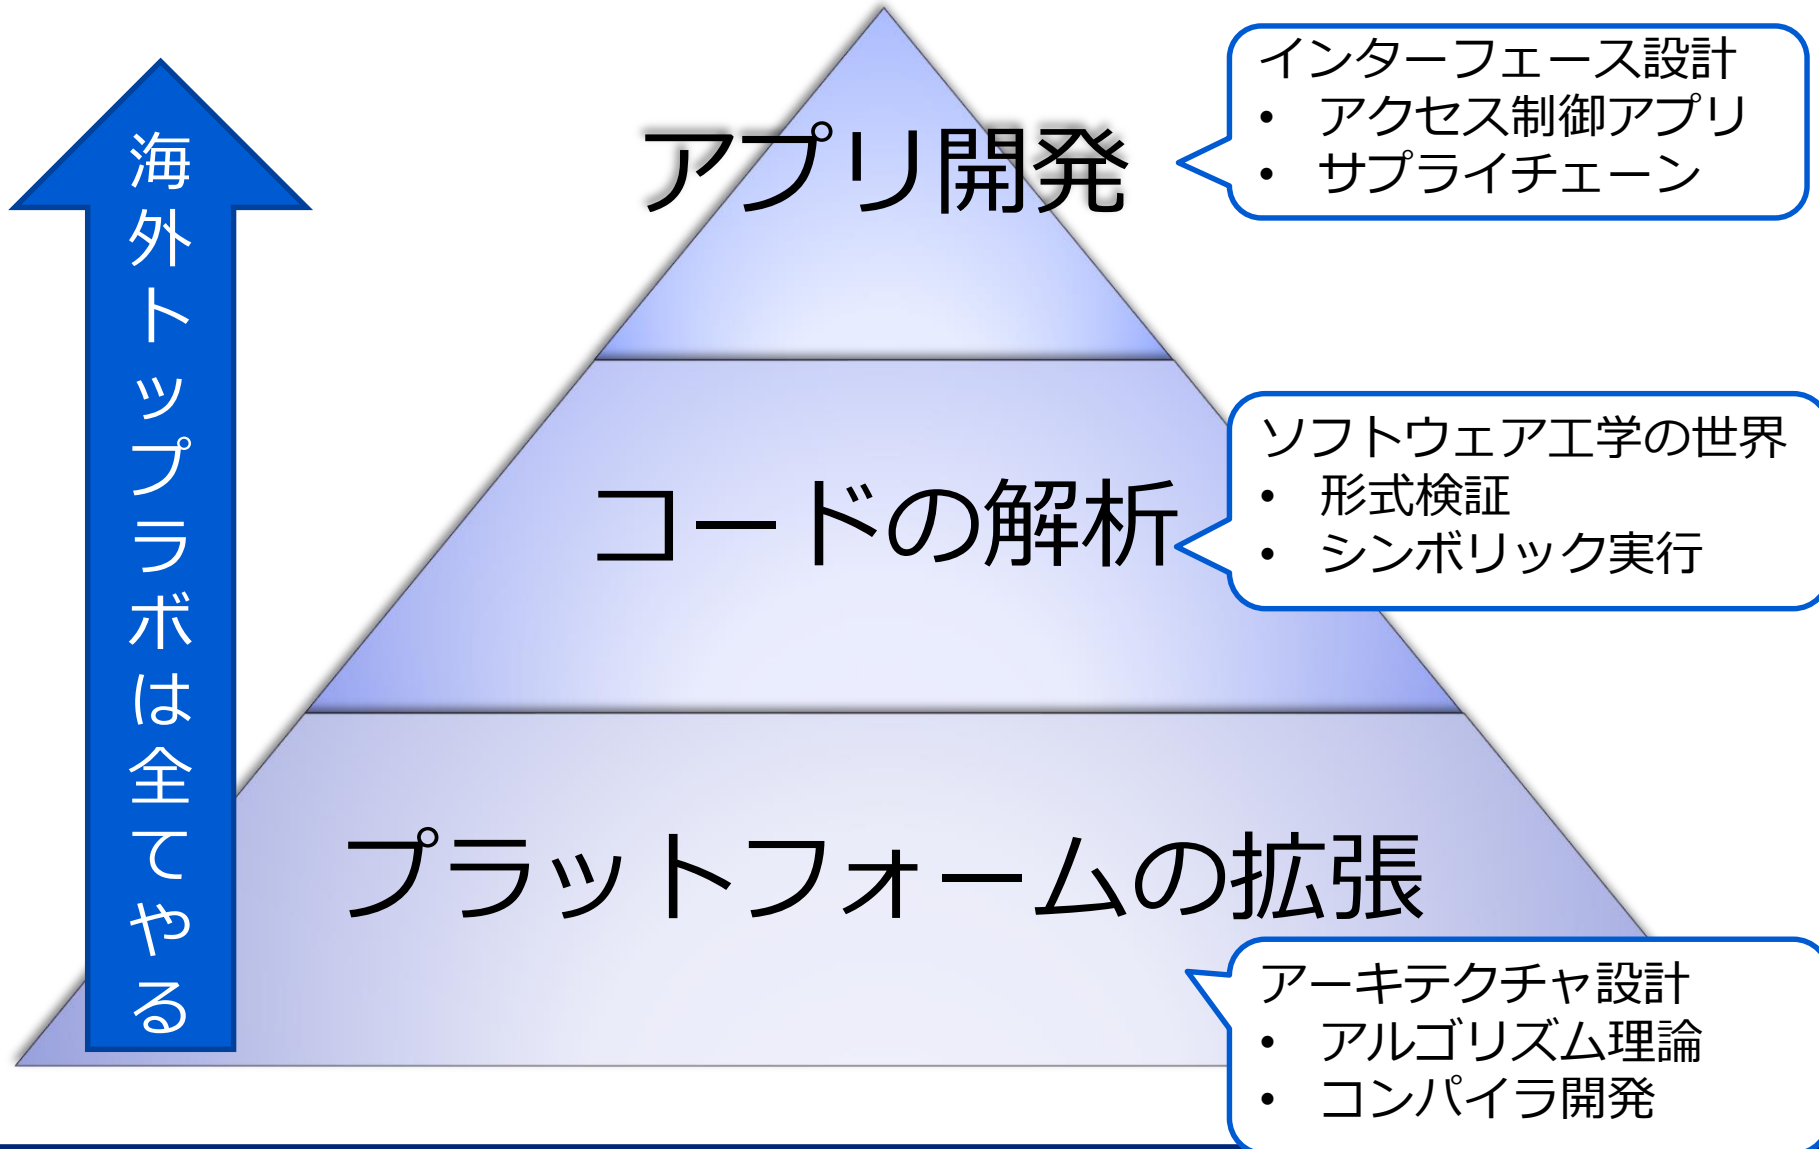 海外トップラボは全てやる
アプリ開発
インターフェース設計
• アクセス制御アプリ
• サプライチェーン
コードの解析
ソフトウェア工学の世界
• 形式検証
• シンボリック実行
プラットフォームの拡張
アーキテクチャ設計
• アルゴリズム理論
• コンパイラ開発